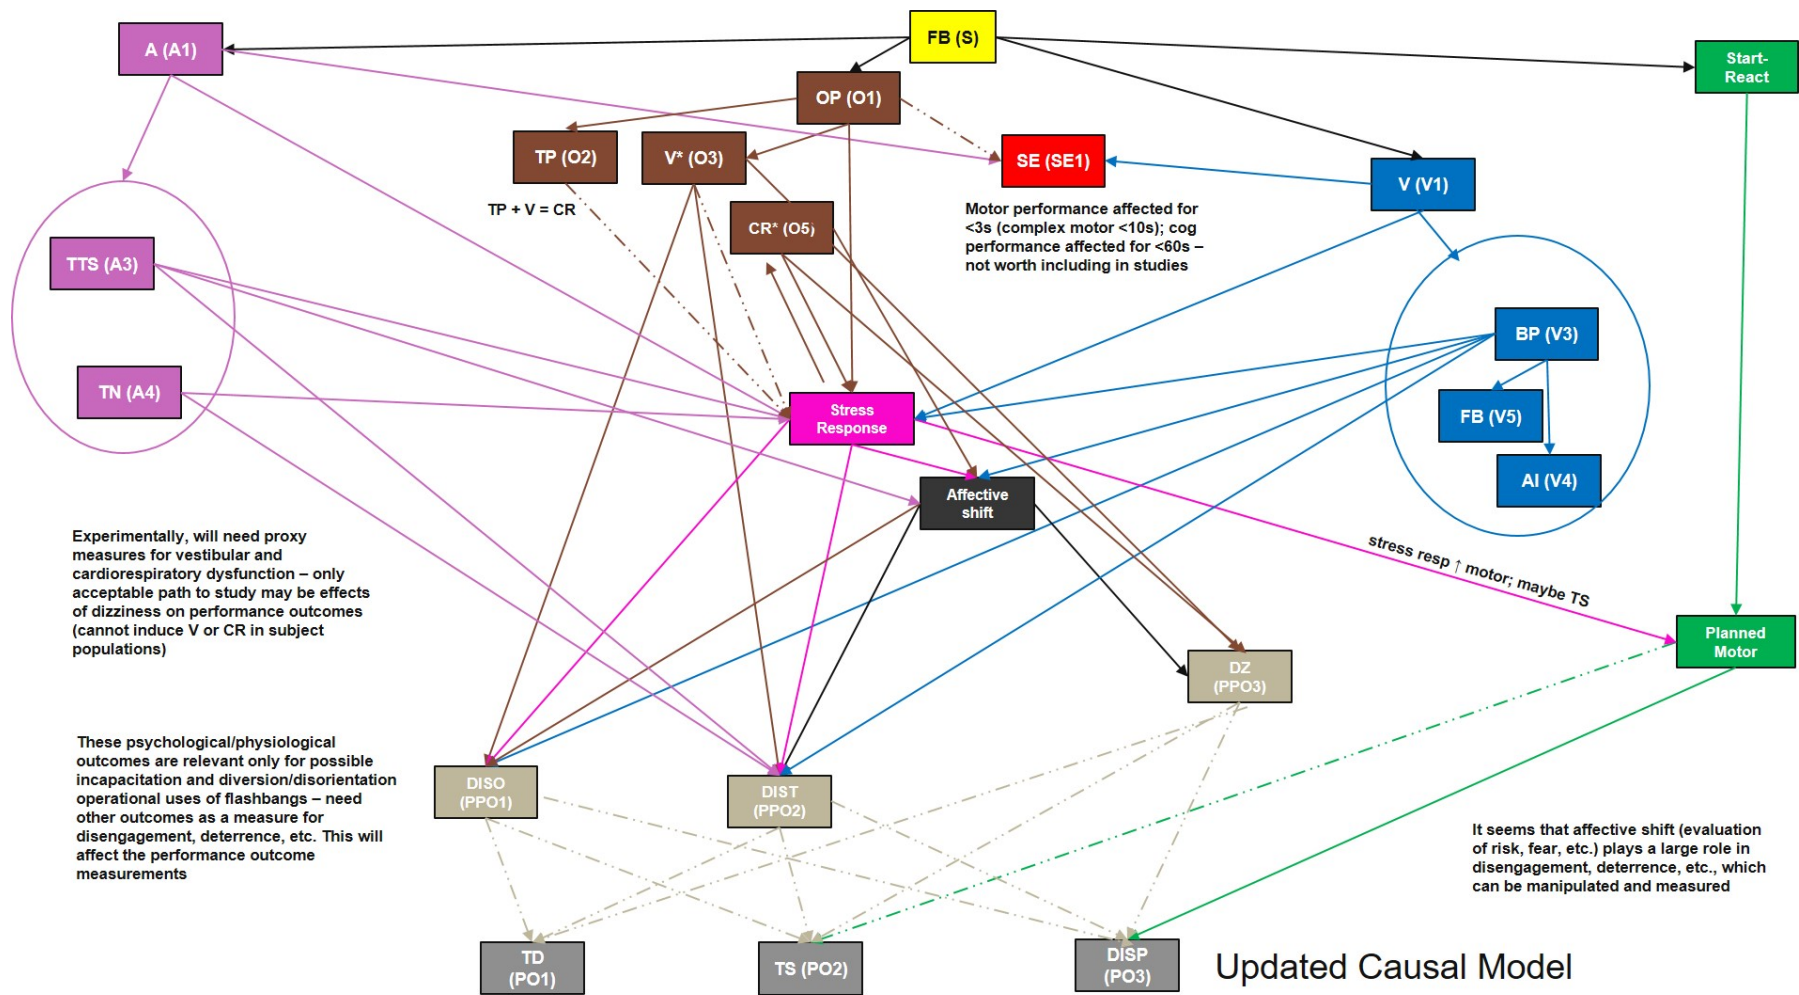 FB (S)
A (A1)
Start-
React
OP (O1)
TP (O2)
V* (O3)
SE (SE1)
V (V1)
TP + V = CR
CR* (O5)
Motor performance affected for
<3s (complex motor <10s); cog
performance affected for <60s –
not worth including in studies
TTS (A3)
TN (A4)
BP (V3)
FB (V5)
AI (V4)
Stress
Response
Affective
shift
Experimentally, will need proxy
measures for vestibular and
cardiorespiratory dysfunction – only
acceptable path to study may be effects
of dizziness on performance outcomes
(cannot induce V or CR in subject
populations)
stress resp ↑ motor; maybe TS
Planned
Motor
DZ
(PPO3)
These psychological/physiological
outcomes are relevant only for possible
incapacitation and diversion/disorientation
operational uses of flashbangs – need
other outcomes as a measure for
disengagement, deterrence, etc. This will
affect the performance outcome
measurements
DISO
(PPO1)
DIST
(PPO2)
It seems that affective shift (evaluation
of risk, fear, etc.) plays a large role in
disengagement, deterrence, etc., which
can be manipulated and measured
TD
(PO1)
TS (PO2)
DISP
(PO3)
Updated Causal Model